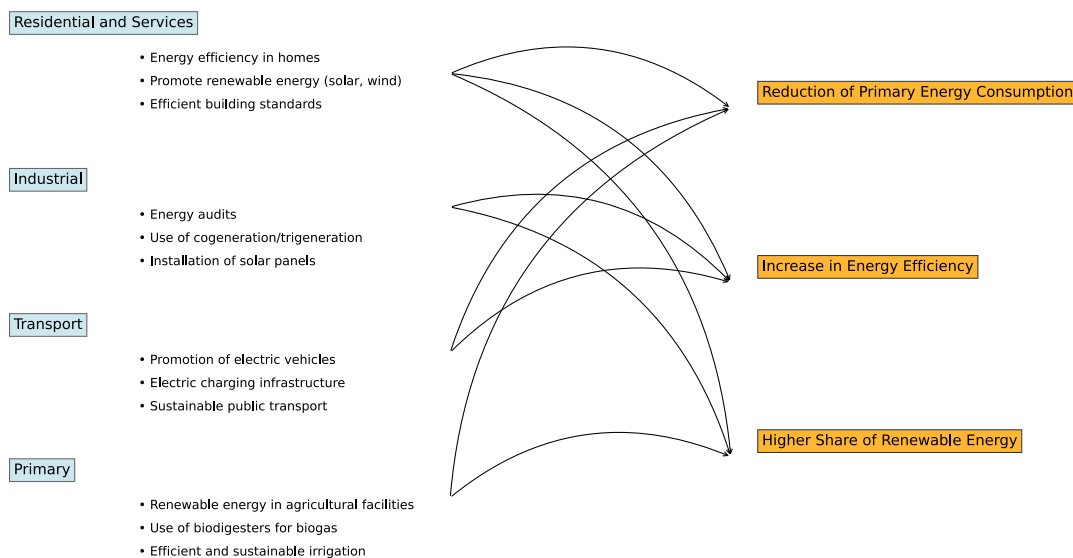 Residential and Services
• Energy efficiency in homes
• Promote renewable energy (solar, wind)
• Efficient building standards
Industrial
• Energy audits
• Use of cogeneration/trigeneration
• Installation of solar panels
Transport
• Promotion of electric vehicles
• Electric charging infrastructure
• Sustainable public transport
Primary
• Renewable energy in agricultural facilities
• Use of biodigesters for biogas
• Efficient and sustainable irrigation
Reduction of Primary Energy Consumption
Increase in Energy Efficiency
Higher Share of Renewable Energy